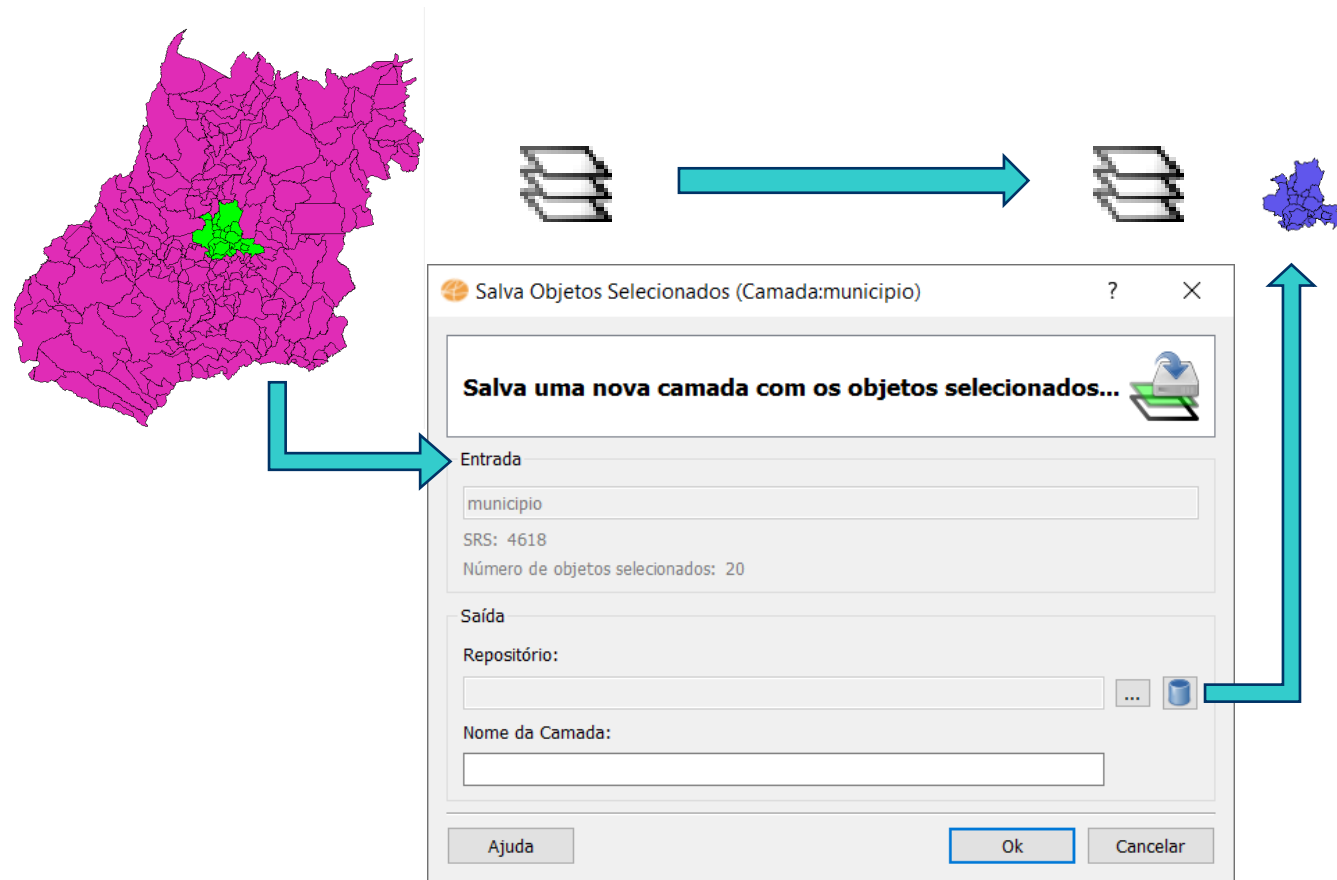 Salva Objetos Selecionados (Camada:municipio)
?
Salva uma nova camada com os objetos selecionados...
Entrada
municipio
SRS: 4618
Número de objetos selecionados: 20
Saída
Repositório:
...
Nome da Camada:
Ajuda
Ok
Cancelar